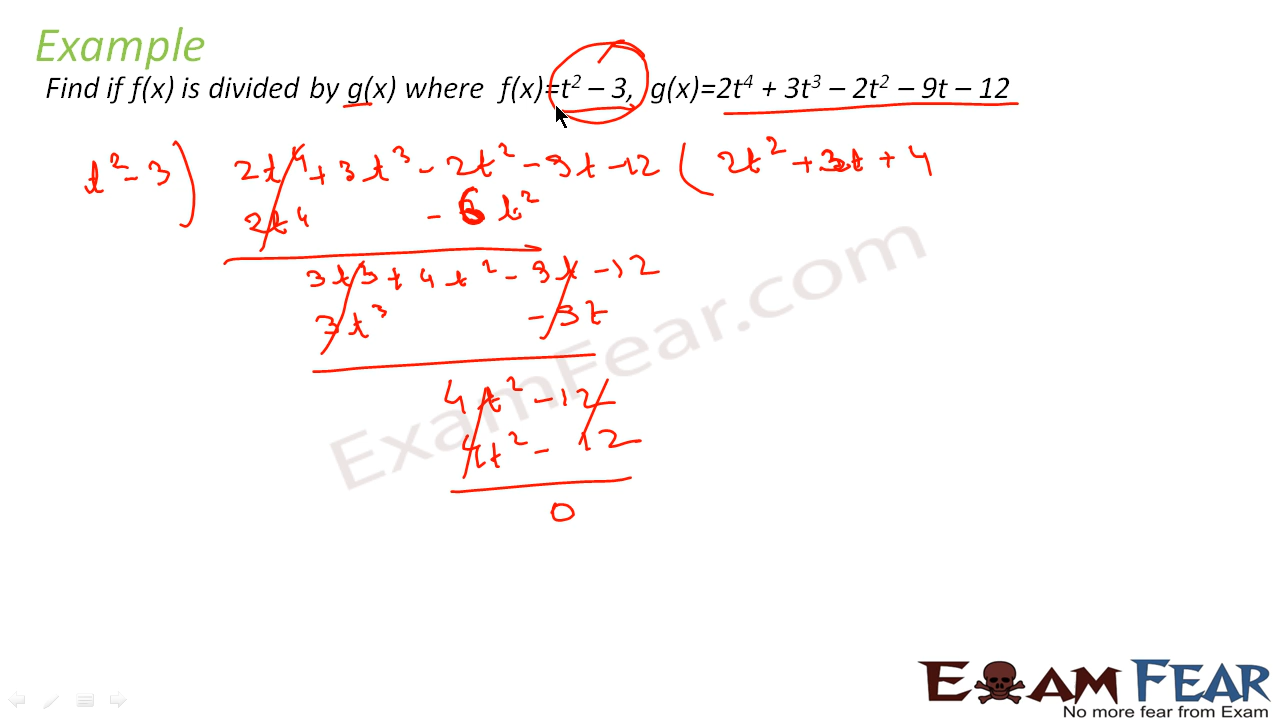 Example
Find if f(x) is divided by g(x) where f(x)=t² – 3, g(x)=2t⁴ + 3t³ – 2t² – 9t – 12
t² - 3 ) 2t⁴ + 3t³ - 2t² - 9t - 12 ( 2t² + 3t + 4
2t⁴ - 6t²
3t³ + 4t² - 9t - 12
3t³ - 9t
4t² - 12
4t² - 12
0
ExamFear.com
EXAM FEAR
No more fear from Exam